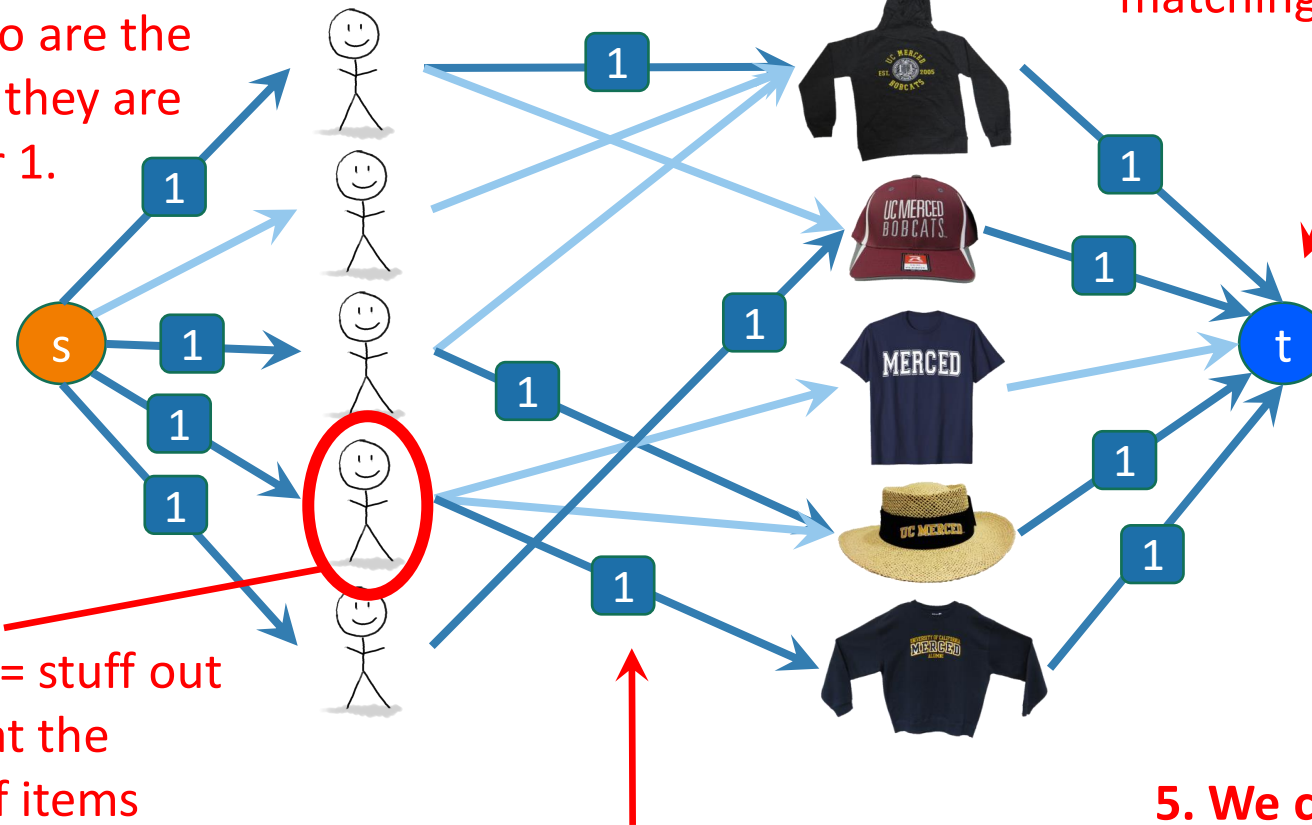 matching
o are the
they are
r 1.
1
1
1
1
s
1
1
1
1
1
1
1
1
1
t
UC MERCED
EST. 2005
BOBCATS
UC MERCED
BOBCATS
MERCED
UC MERCED
UNIVERSITY OF CALIFORNIA
MERCED
ALUMNI
= stuff out
t the
f items
5. We